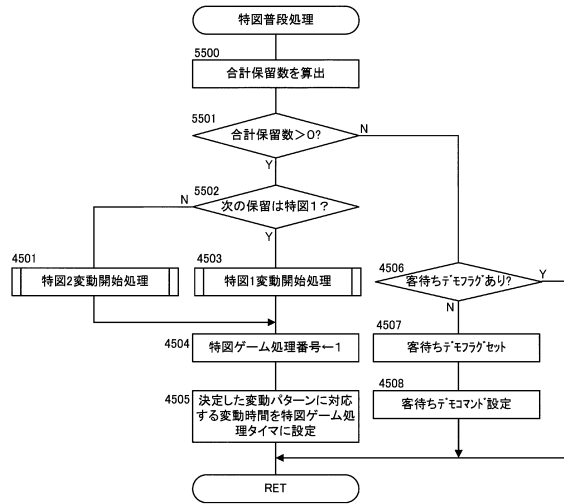 特図普段処理
5500
合計保留数を算出
5501
合計保留数>0?
N
Y
5502
次の保留は特図1?
N
Y
4501
特図2変動開始処理
4503
特図1変動開始処理
4506
客待ちデモフラグあり?
Y
N
4504
特図ゲーム処理番号←1
4507
客待ちデモフラグセット
4505
決定した変動パターンに対応
する変動時間を特図ゲーム処
理タイマに設定
4508
客待ちデモコマンド設定
RET